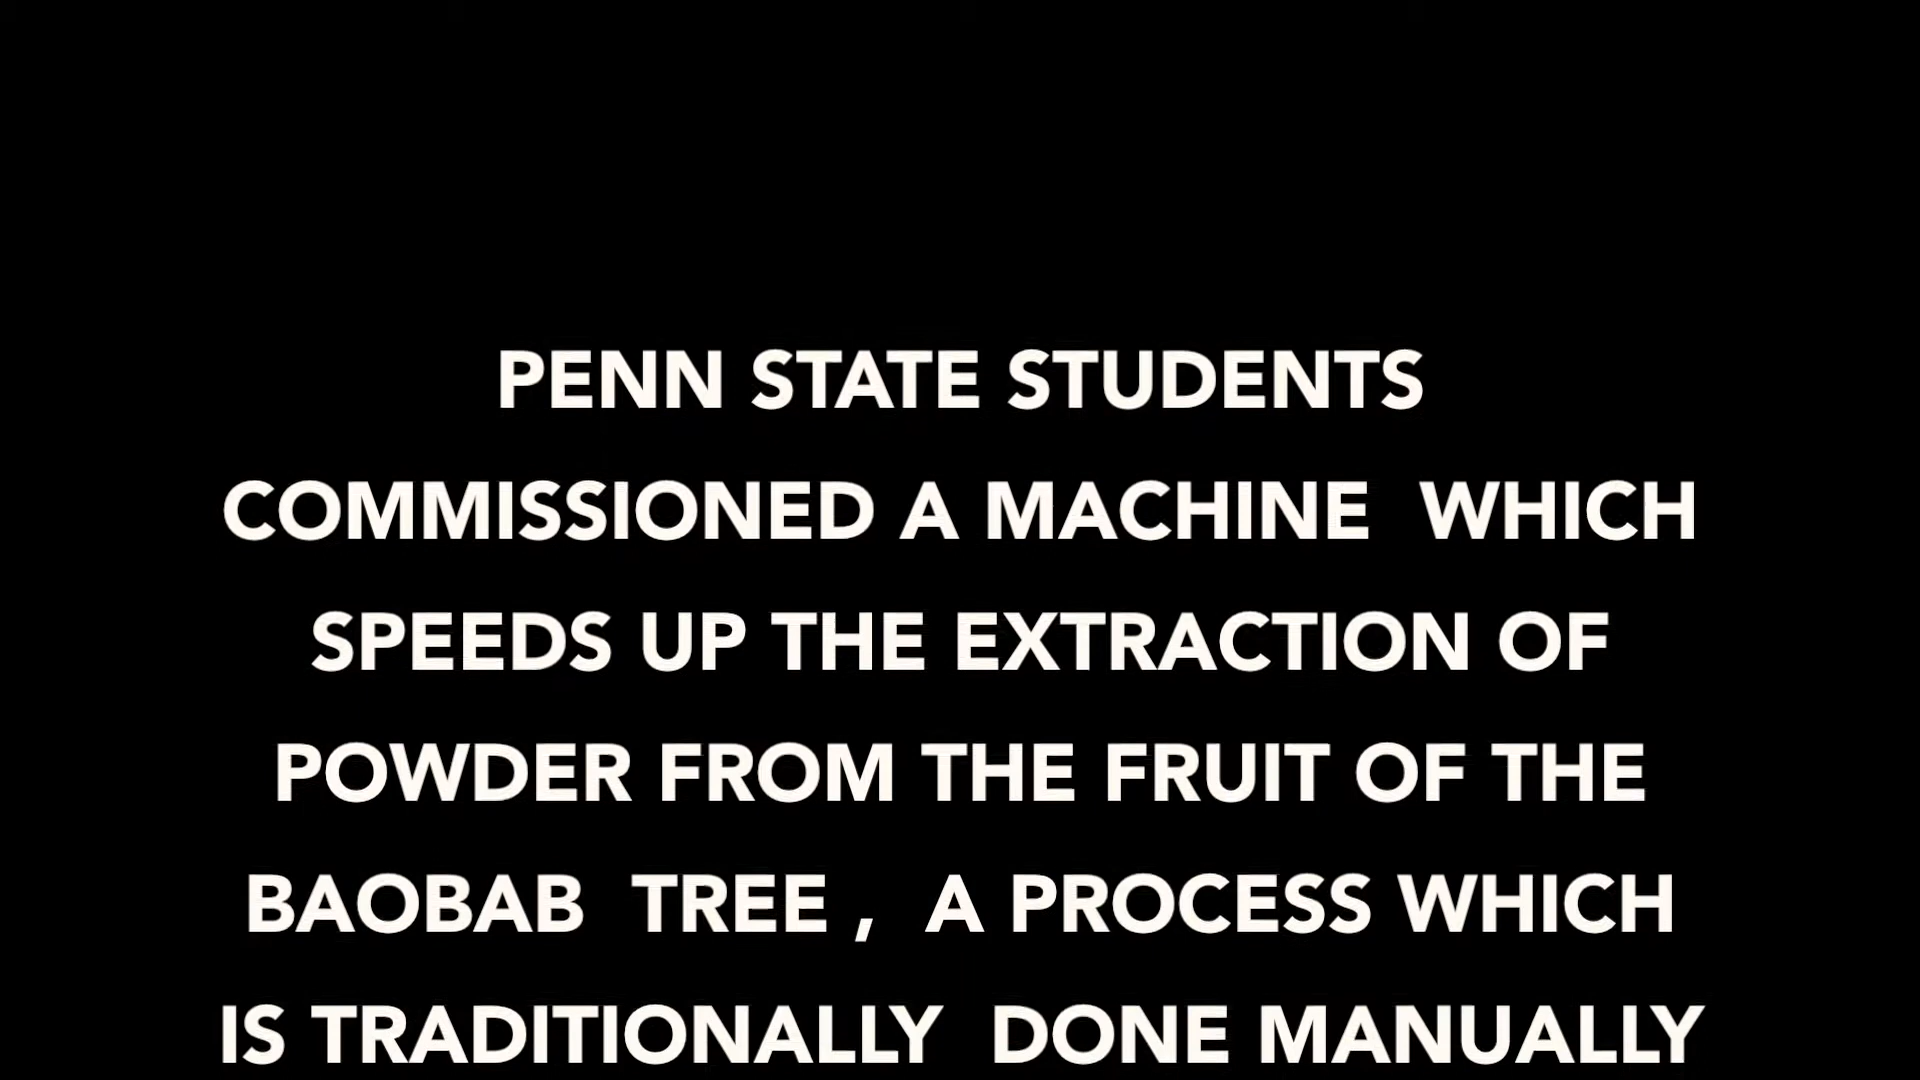 PENN STATE STUDENTS
COMMISSIONED A MACHINE  WHICH
SPEEDS UP THE EXTRACTION OF
POWDER FROM THE FRUIT OF THE
BAOBAB  TREE ,  A PROCESS WHICH
IS TRADITIONALLY  DONE MANUALLY